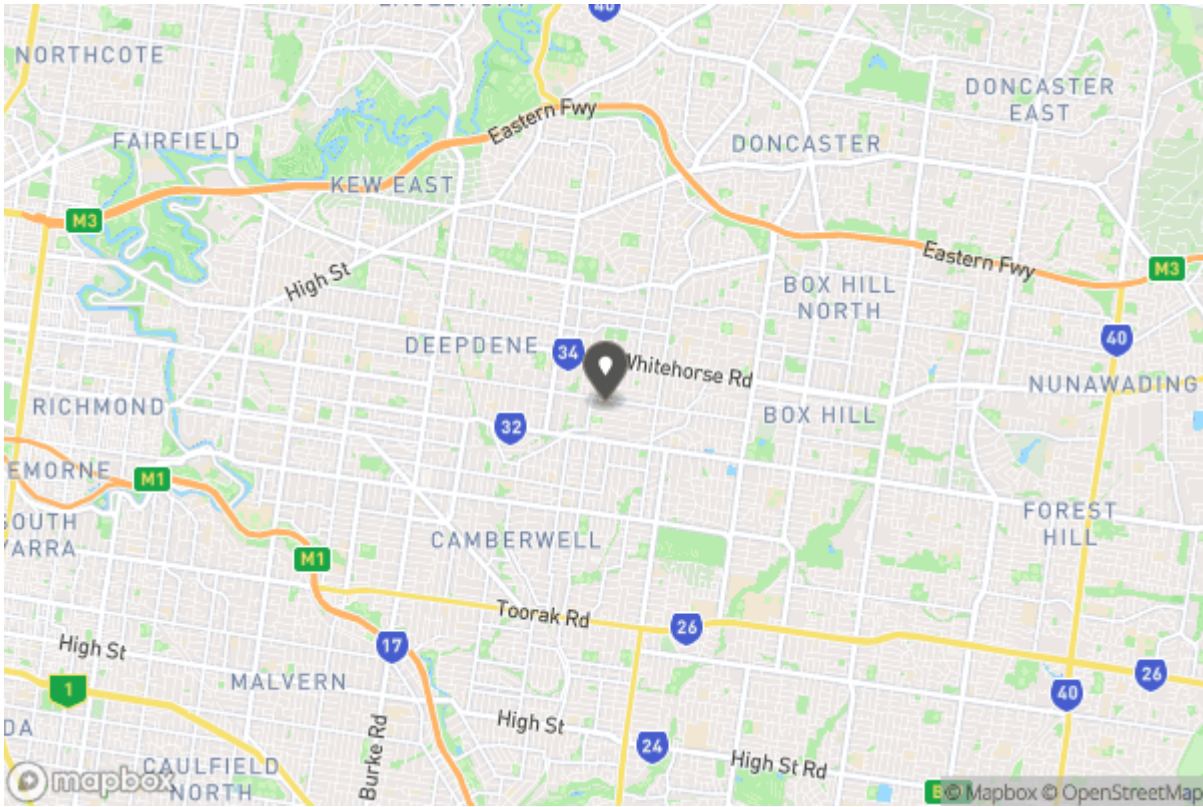 40
NORTHCOTE
DONCASTER
EAST
Eastern Fwy
FAIRFIELD
DONCASTER
KEW EAST
M3
Eastern Fwy
M3
High St
BOX HILL
NORTH
40
DEEPDENE
34
Whitehorse Rd
NUNAWADING
RICHMOND
BOX HILL
32
EMORNE
M1
FOREST
HILL
SOUTH
YARRA
CAMBERWELL
M1
Toorak Rd
26
17
High St
26
1
MALVERN
40
High St
DA
24
Burke Rd
High St Rd
CAULFIELD
NORTH
mapbox
© Mapbox © OpenStreetMap